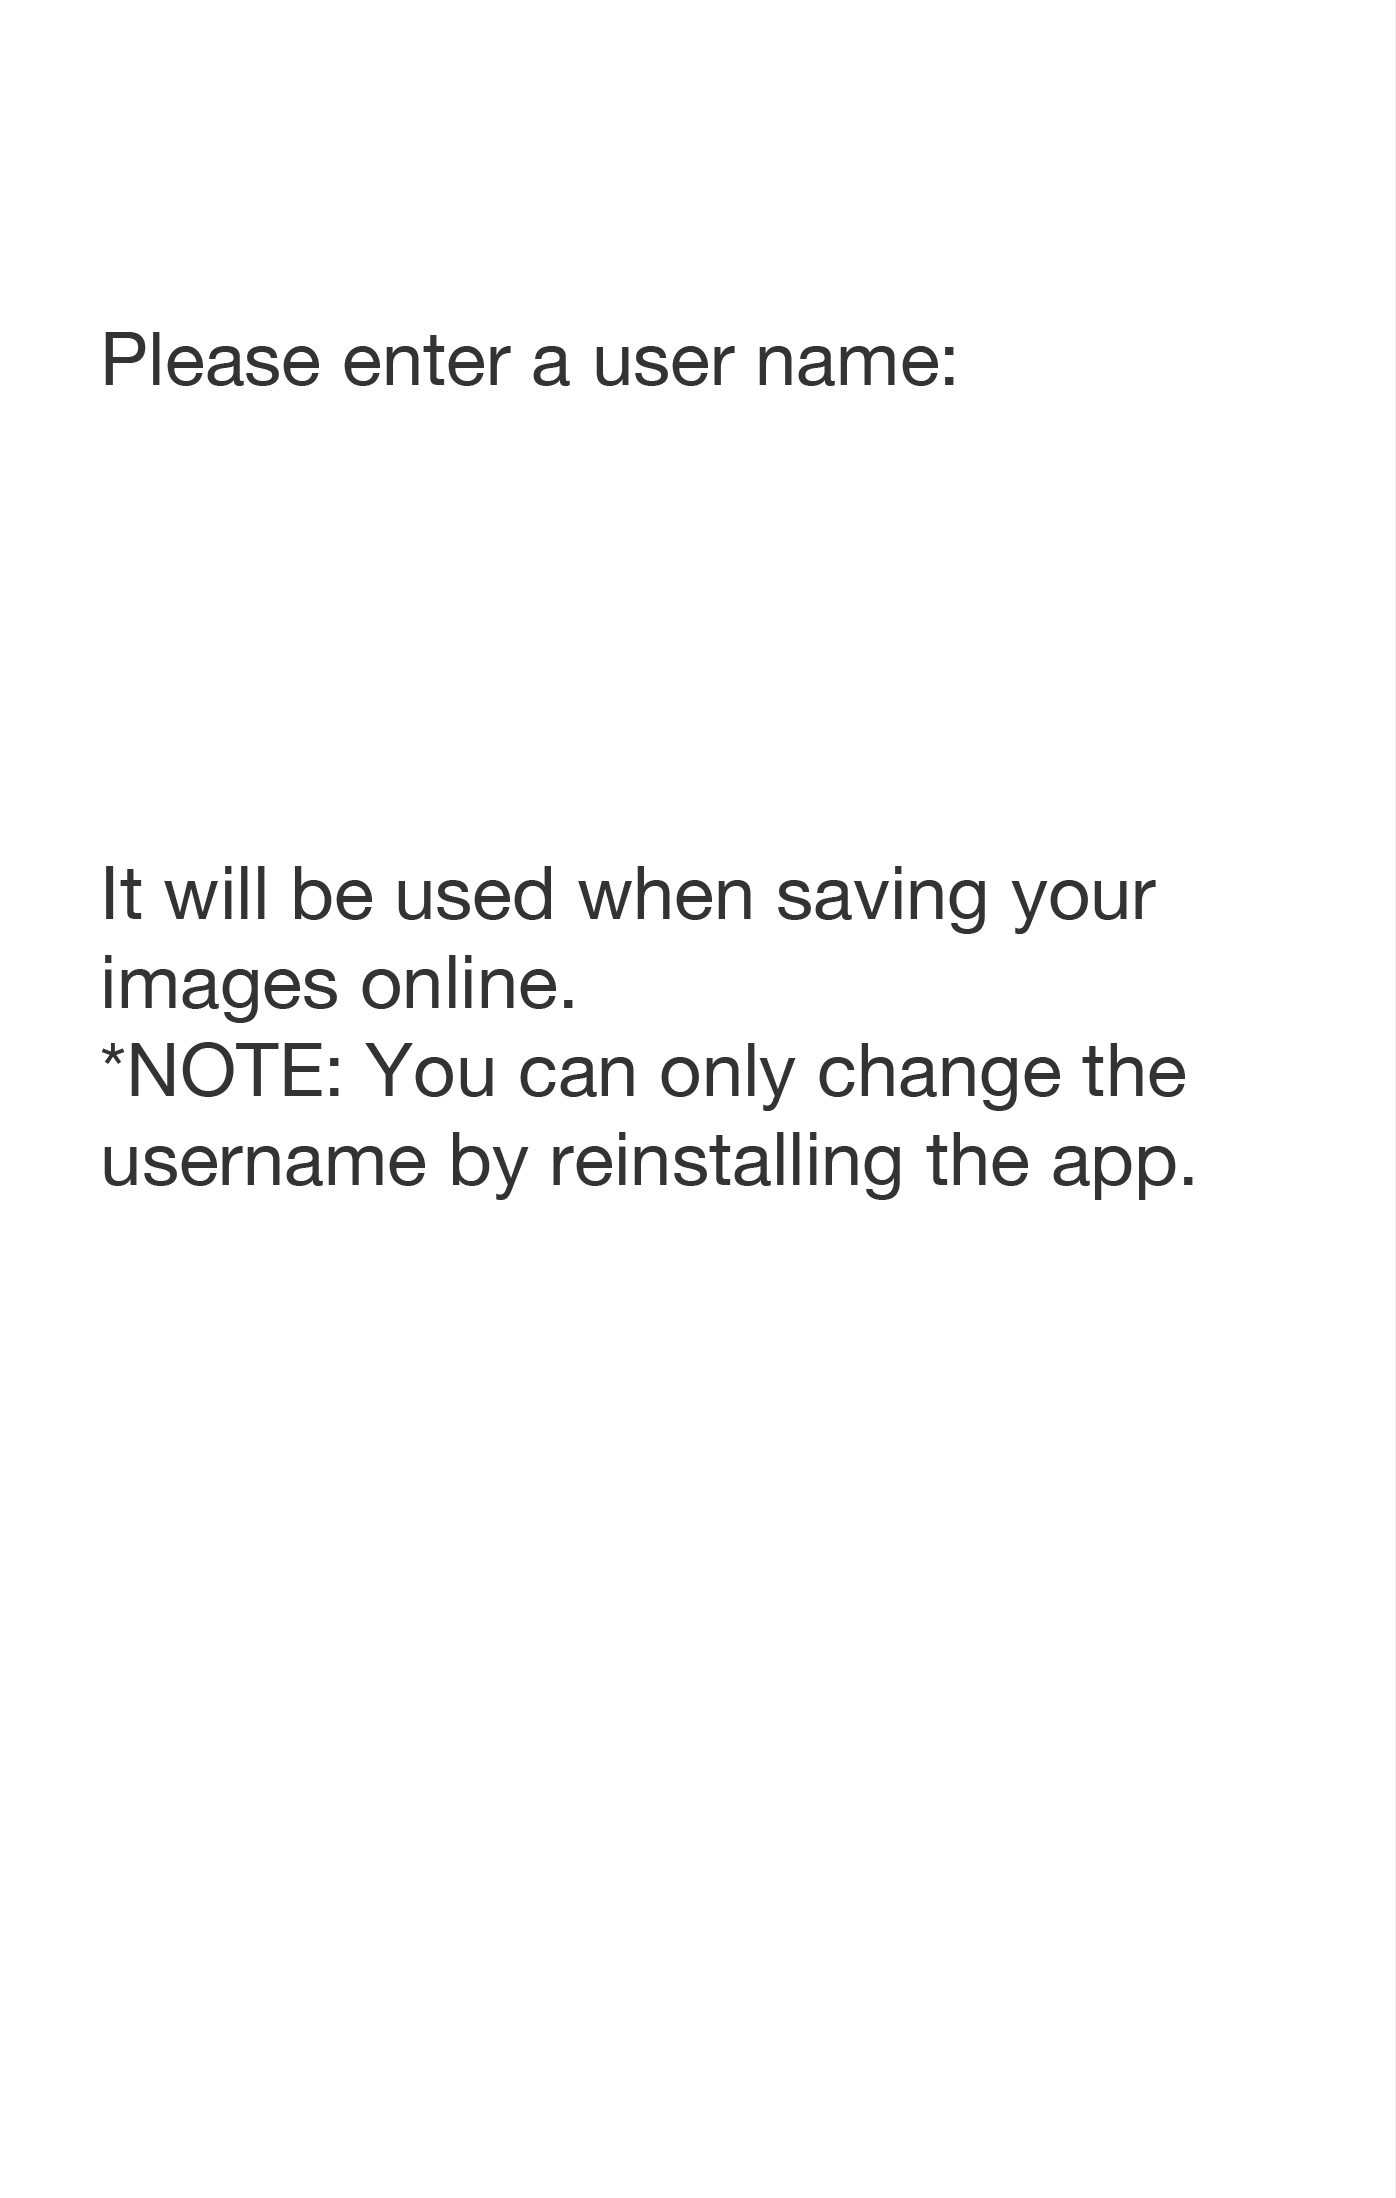 Please enter a user name:
It will be used when saving your
images online.
*NOTE: You can only change the
username by reinstalling the app.